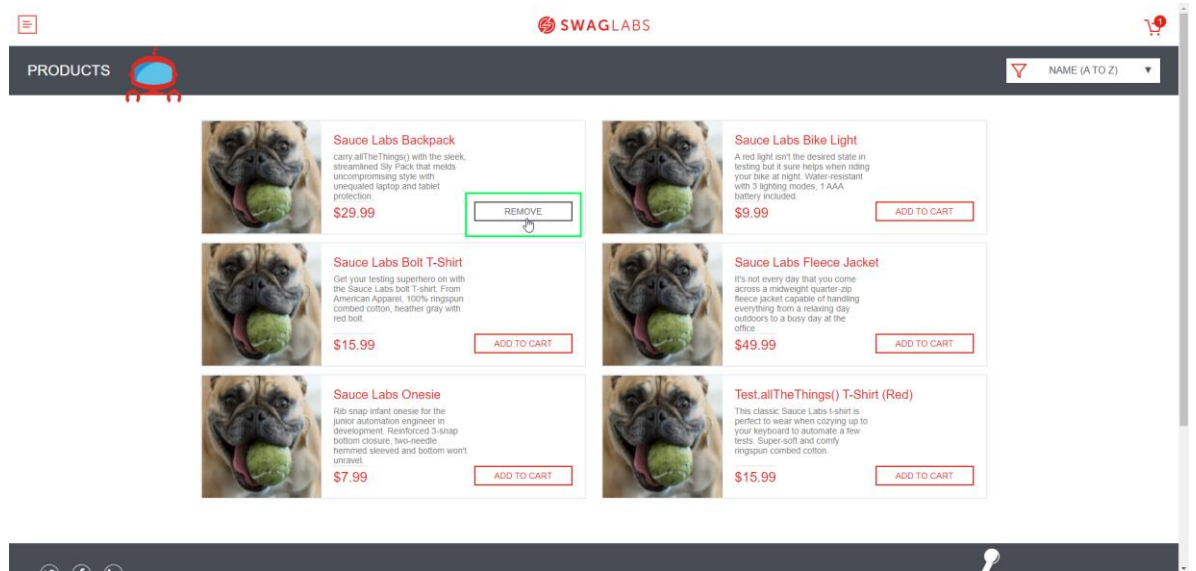 SWAGLABS
1
PRODUCTS
NAME (A TO Z)
Sauce Labs Backpack
carry.allTheThings() with the sleek,
streamlined Sly Pack that melds
uncompromising style with
unequaled laptop and tablet
protection.
$29.99
REMOVE
Sauce Labs Bike Light
A red light isn't the desired state in
testing but it sure helps when riding
your bike at night. Water-resistant
with 3 lighting modes, 1 AAA
battery included.
$9.99
ADD TO CART
Sauce Labs Bolt T-Shirt
Get your testing superhero on with
the Sauce Labs bolt T-shirt. From
American Apparel, 100% ringspun
combed cotton, heather gray with
red bolt.
$15.99
ADD TO CART
Sauce Labs Fleece Jacket
It's not every day that you come
across a midweight quarter-zip
fleece jacket capable of handling
everything from a relaxing day
outdoors to a busy day at the
office.
$49.99
ADD TO CART
Sauce Labs Onesie
Rib snap infant onesie for the
junior automation engineer in
development. Reinforced 3-snap
bottom closure, two-needle
hemmed sleeved and bottom won't
unravel.
$7.99
ADD TO CART
Test.allTheThings() T-Shirt (Red)
This classic Sauce Labs t-shirt is
perfect to wear when cozying up to
your keyboard to automate a few
tests. Super-soft and comfy
ringspun combed cotton.
$15.99
ADD TO CART